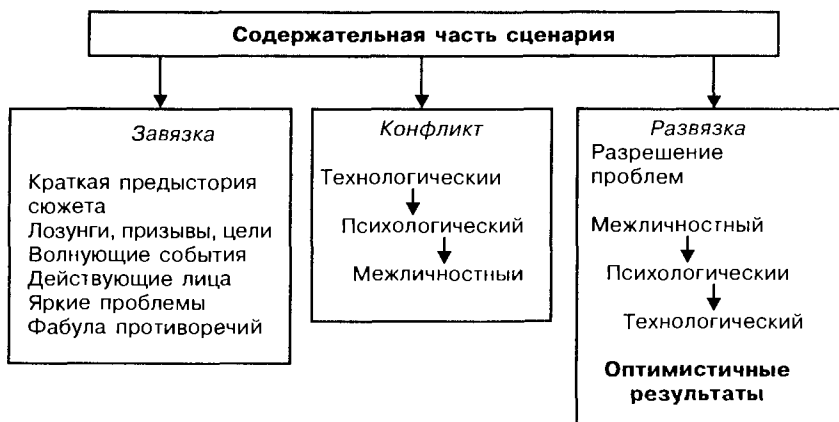 Содержательная часть сценария
Завязка
Краткая предыстория
сюжета
Лозунги, призывы, цели
Волнующие события
Действующие лица
Яркие проблемы
Фабула противоречий
Конфликт
Технологический
Психологический
Межличностный
Развязка
Разрешение
проблем
Межличностный
Психологический
Технологический
Оптимистичные
результаты